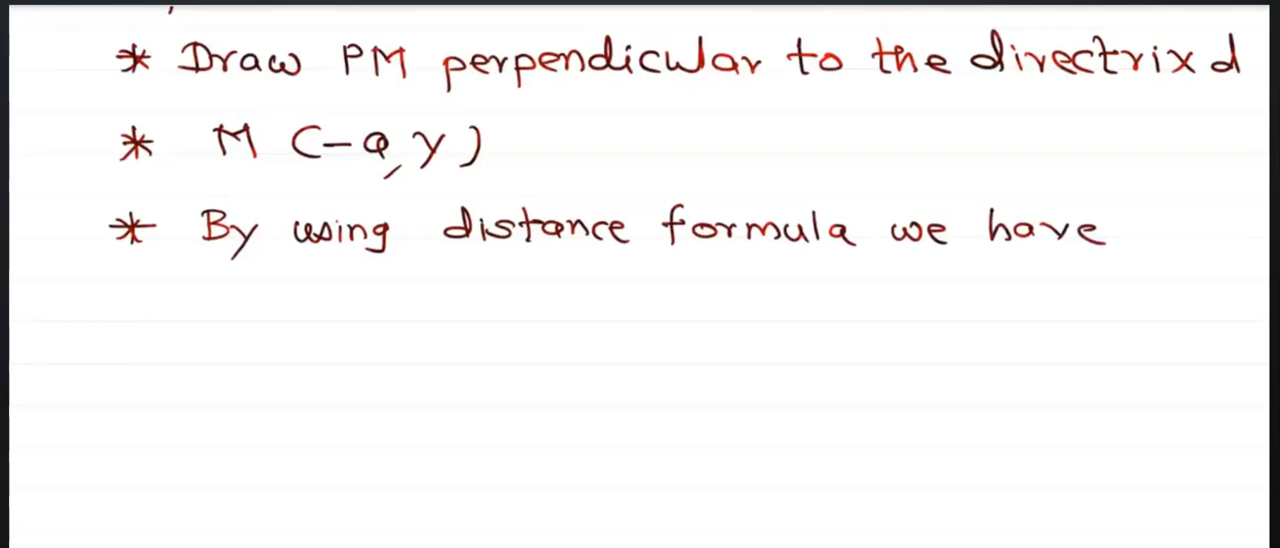 * Draw PM perpendicular to the directrix d
* M (-a, y)
* By using distance formula we have